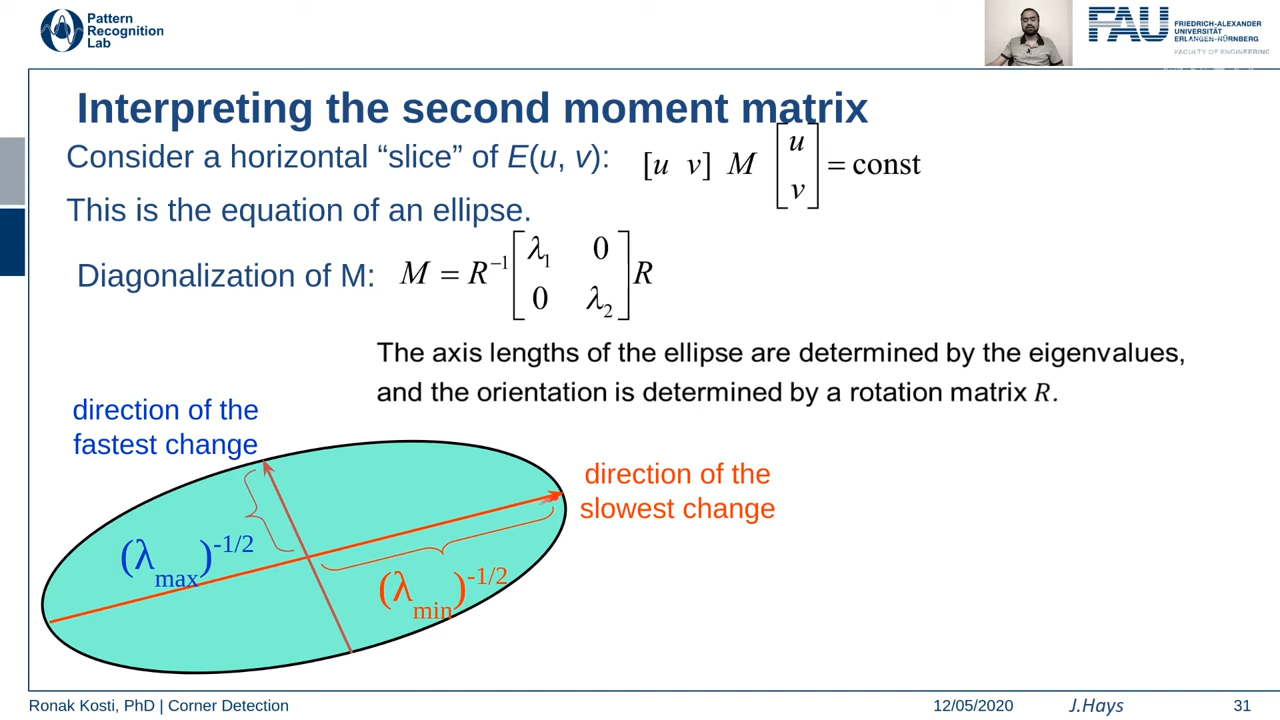 Pattern
Recognition
Lab
FAU
FRIEDRICH-ALEXANDER
UNIVERSITÄT
ERLANGEN-NÜRNBERG
FACULTY OF ENGINEERING
Interpreting the second moment matrix
Consider a horizontal “slice” of E(u, v): [u v] M [u v] = const
This is the equation of an ellipse.
Diagonalization of M: M = R⁻¹ [λ₁ 0 0 λ₂] R
The axis lengths of the ellipse are determined by the eigenvalues,
and the orientation is determined by a rotation matrix R.
direction of the
fastest change
direction of the
slowest change
(λmax)-1/2
(λmin)-1/2
Ronak Kosti, PhD | Corner Detection
12/05/2020
J.Hays
31